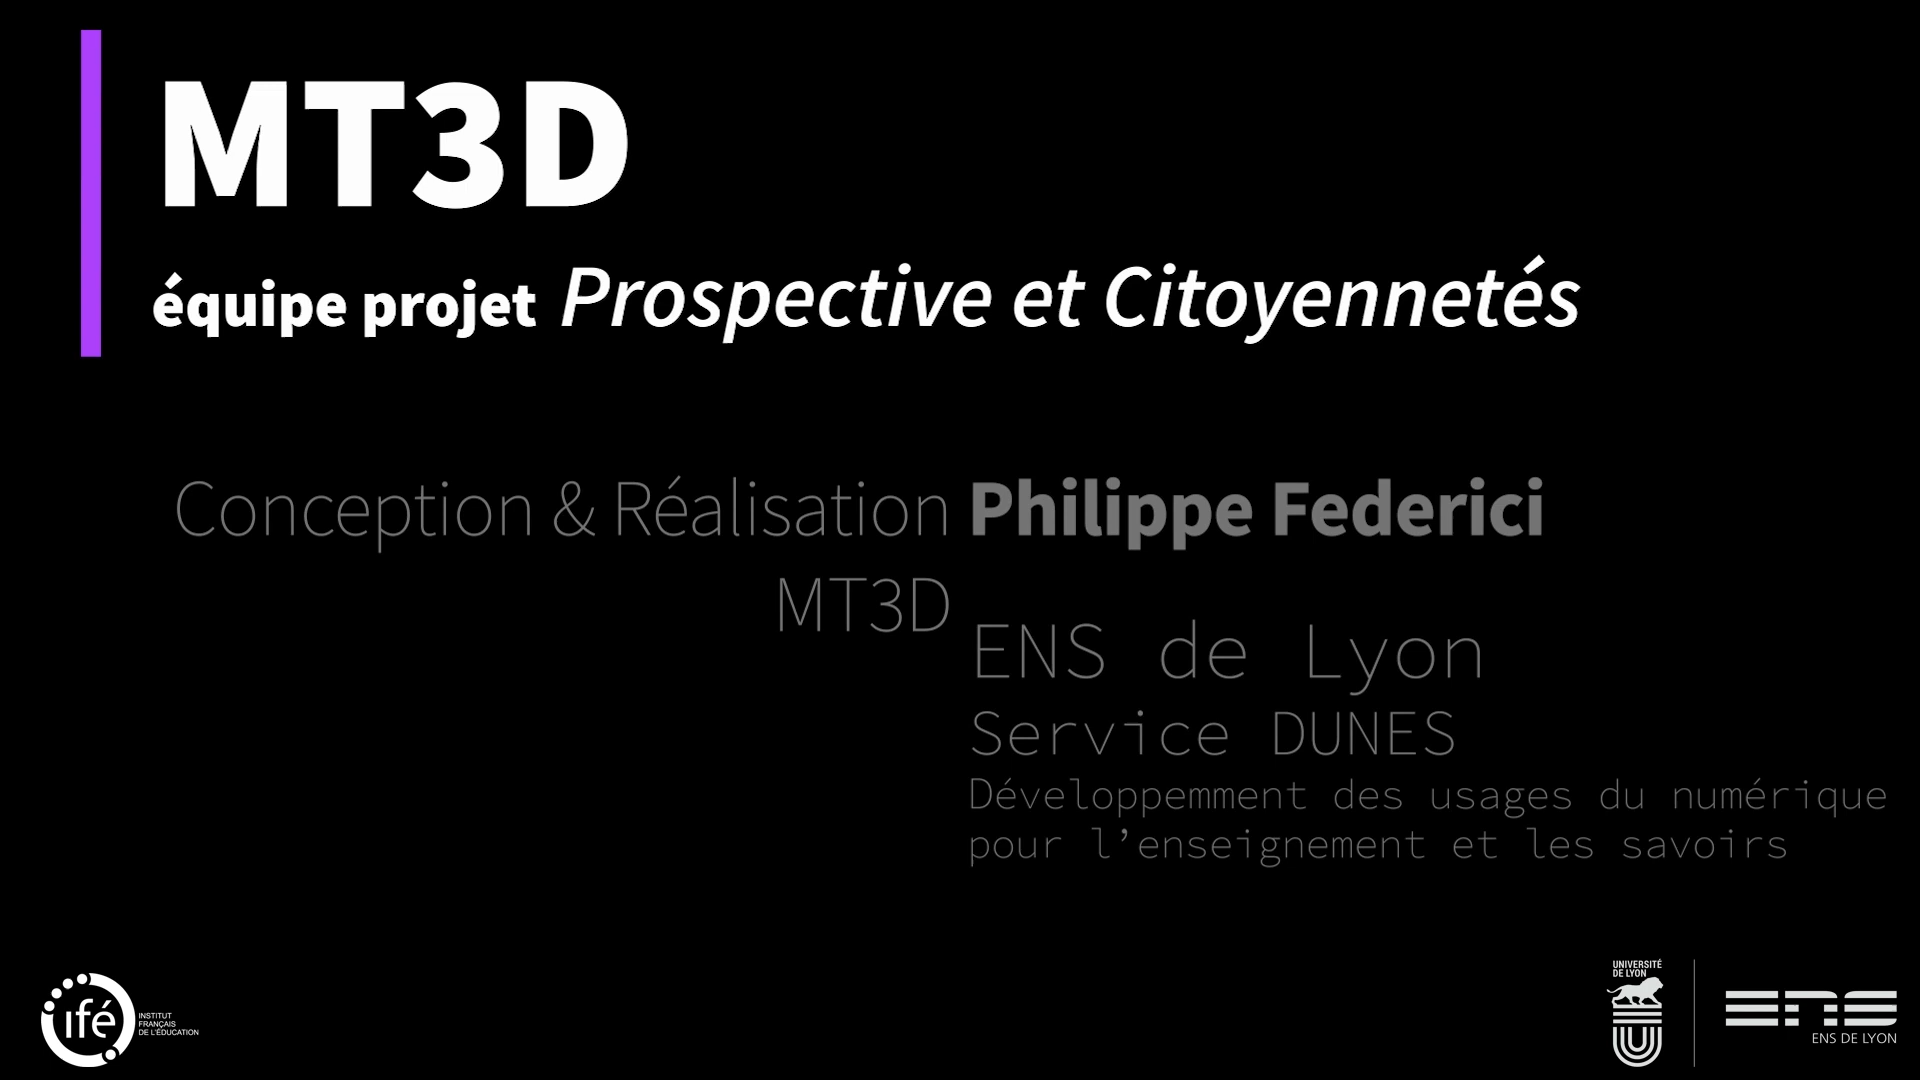 MT3D
équipe projet Prospective et Citoyennetés
Conception & Réalisation Philippe Federici
MT3D
ENS de Lyon
Service DUNES
Développemment des usages du numérique
pour l’enseignement et les savoirs
ifé
INSTITUT
FRANÇAIS
DE L'ÉDUCATION
UNIVERSITÉ
DE LYON
ENS
ENS DE LYON